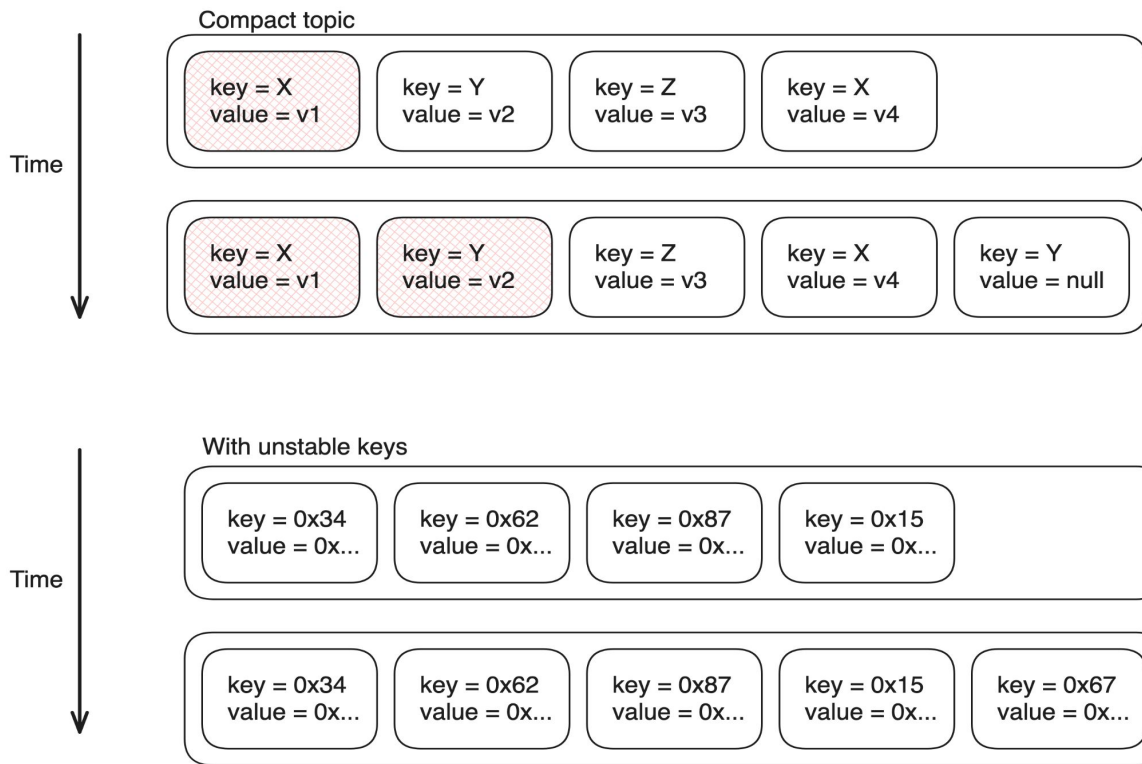 Compact topic
key = X
value = v1
key = Y
value = v2
key = Z
value = v3
key = X
value = v4
Time
key = X
value = v1
key = Y
value = v2
key = Z
value = v3
key = X
value = v4
key = Y
value = null
With unstable keys
key = 0x34
value = 0x...
key = 0x62
value = 0x...
key = 0x87
value = 0x...
key = 0x15
value = 0x...
Time
key = 0x34
value = 0x...
key = 0x62
value = 0x...
key = 0x87
value = 0x...
key = 0x15
value = 0x...
key = 0x67
value = 0x...